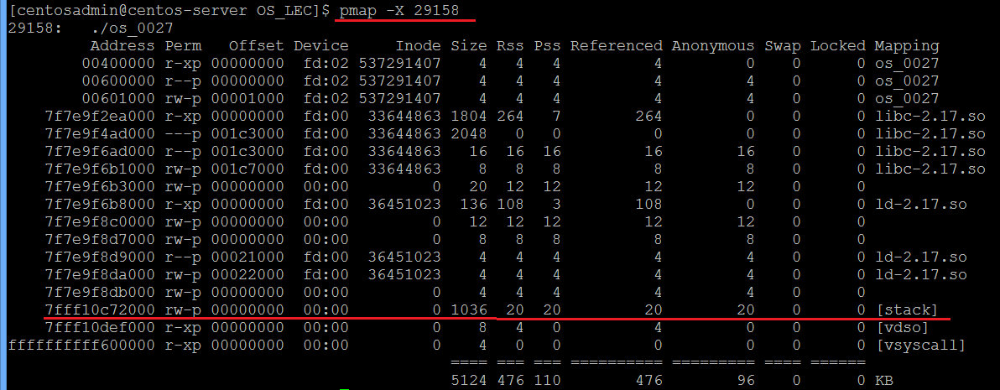 [centosadmin@centos-server OS_LEC]$ pmap -X 29158
29158:   ./os_0027
         Address Perm   Offset Device     Inode Size Rss Pss Referenced Anonymous Swap Locked Mapping
        00400000 r-xp 00000000  fd:02 537291407    4   4   4          4         0    0      0 os_0027
        00600000 r--p 00000000  fd:02 537291407    4   4   4          4         4    0      0 os_0027
        00601000 rw-p 00001000  fd:02 537291407    4   4   4          4         4    0      0 os_0027
    7f7e9f2ea000 r-xp 00000000  fd:00  33644863 1804 264   7        264         0    0      0 libc-2.17.so
    7f7e9f4ad000 ---p 001c3000  fd:00  33644863 2048   0   0          0         0    0      0 libc-2.17.so
    7f7e9f6ad000 r--p 001c3000  fd:00  33644863   16  16  16         16        16    0      0 libc-2.17.so
    7f7e9f6b1000 rw-p 001c7000  fd:00  33644863    8   8   8          8         8    0      0 libc-2.17.so
    7f7e9f6b3000 rw-p 00000000  00:00         0   20  12  12         12        12    0      0
    7f7e9f6b8000 r-xp 00000000  fd:00  36451023  136 108   3        108         0    0      0 ld-2.17.so
    7f7e9f8c0000 rw-p 00000000  00:00         0   12  12  12         12        12    0      0
    7f7e9f8d7000 rw-p 00000000  00:00         0    8   8   8          8         8    0      0
    7f7e9f8d9000 r--p 00021000  fd:00  36451023    4   4   4          4         4    0      0 ld-2.17.so
    7f7e9f8da000 rw-p 00022000  fd:00  36451023    4   4   4          4         4    0      0 ld-2.17.so
    7f7e9f8db000 rw-p 00000000  00:00         0    4   4   4          4         4    0      0
    7fff10c72000 rw-p 00000000  00:00         0 1036  20  20         20        20    0      0 [stack]
    7fff10def000 r-xp 00000000  00:00         0    8   4   0          4         0    0      0 [vdso]
ffffffffff600000 r-xp 00000000  00:00         0    4   0   0          0         0    0      0 [vsyscall]
                                                ==== === === ========== ========= ==== ======
                                                5124 476 110        476        96    0      0 KB